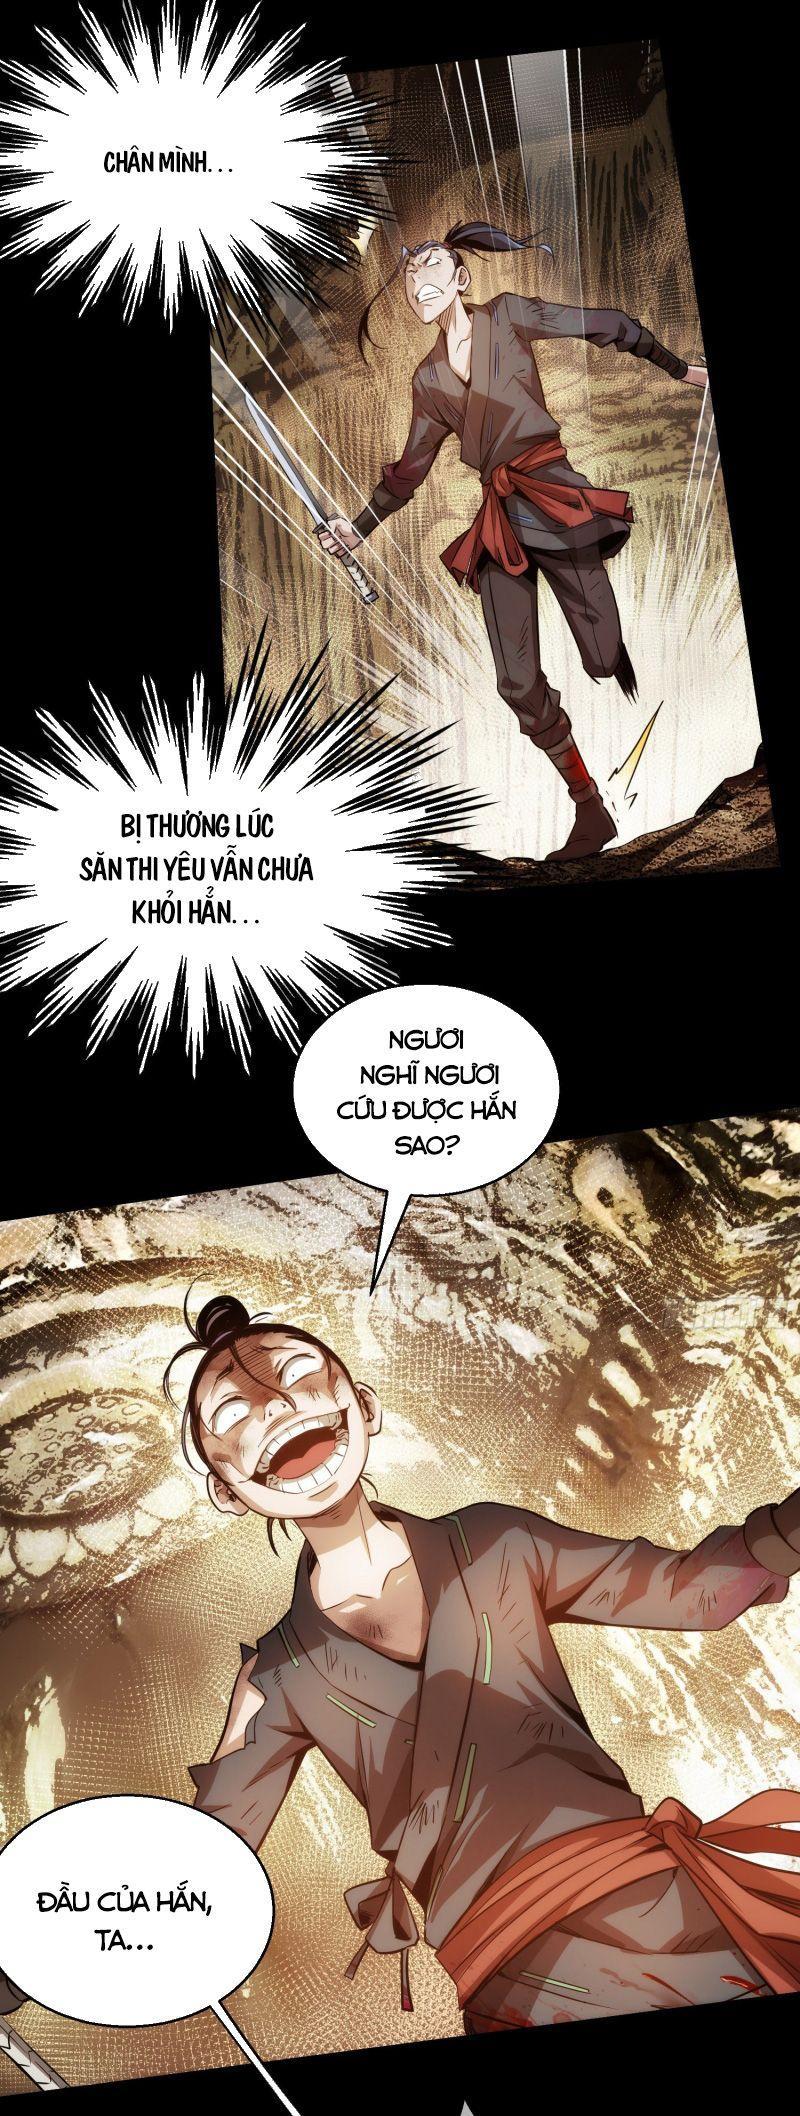 CHÂN MÌNH...
BỊ THƯƠNG LÚC
SĂN THI YÊU VẪN CHƯA
KHỎI HẲN...
NGƯƠI
NGHĨ NGƯƠI
CỨU ĐƯỢC HẮN
SAO?
ĐẦU CỦA HẮN,
TA...